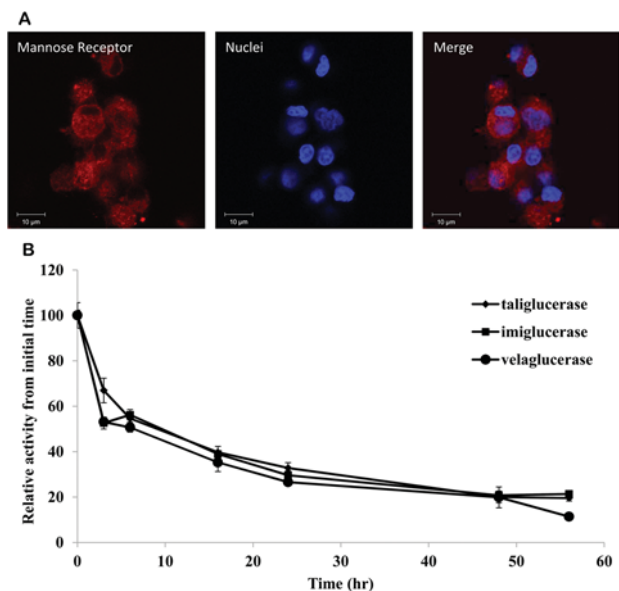 A
Mannose Receptor
Nuclei
Merge
10 µm
10 µm
10 µm
B
120
100
80
60
40
20
0
Relative activity from initial time
taliglucerase
imiglucerase
velaglucerase
0 10 20 30 40 50 60
Time (hr)